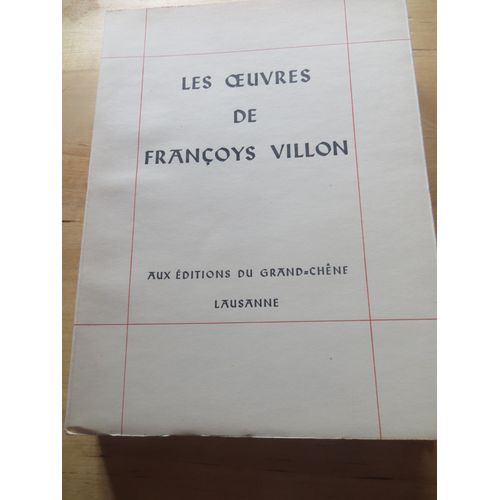 LES ŒUVRES
DE
FRANÇOYS VILLON
AUX ÉDITIONS DU GRAND=CHÊNE
LAUSANNE